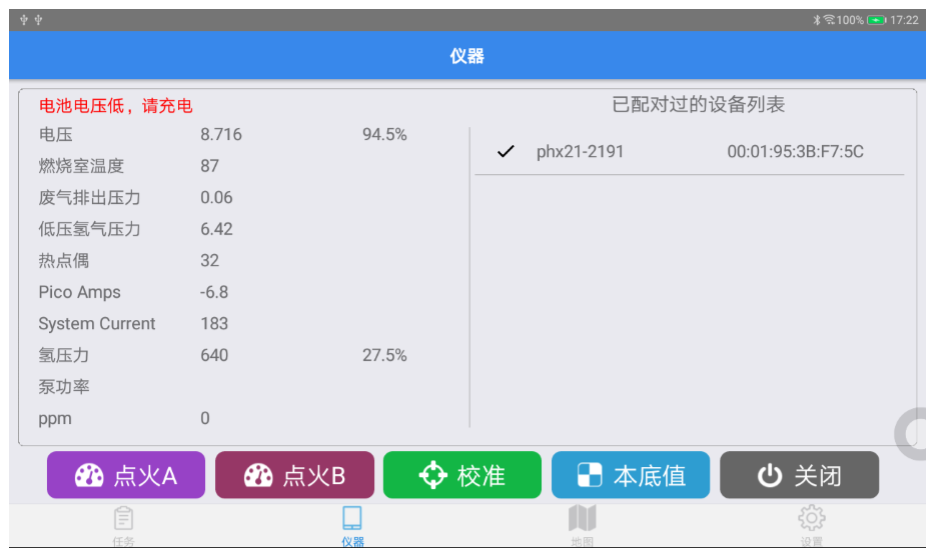 100% 17:22
仪器
电池电压低，请充电
电压 8.716 94.5%
燃烧室温度 87
废气排出压力 0.06
低压氢气压力 6.42
热点偶 32
Pico Amps -6.8
System Current 183
氢压力 640 27.5%
泵功率
ppm 0
已配对过的设备列表
phx21-2191 00:01:95:3B:F7:5C
点火A 点火B 校准 本底值 关闭
任务 仪器 地图 设置